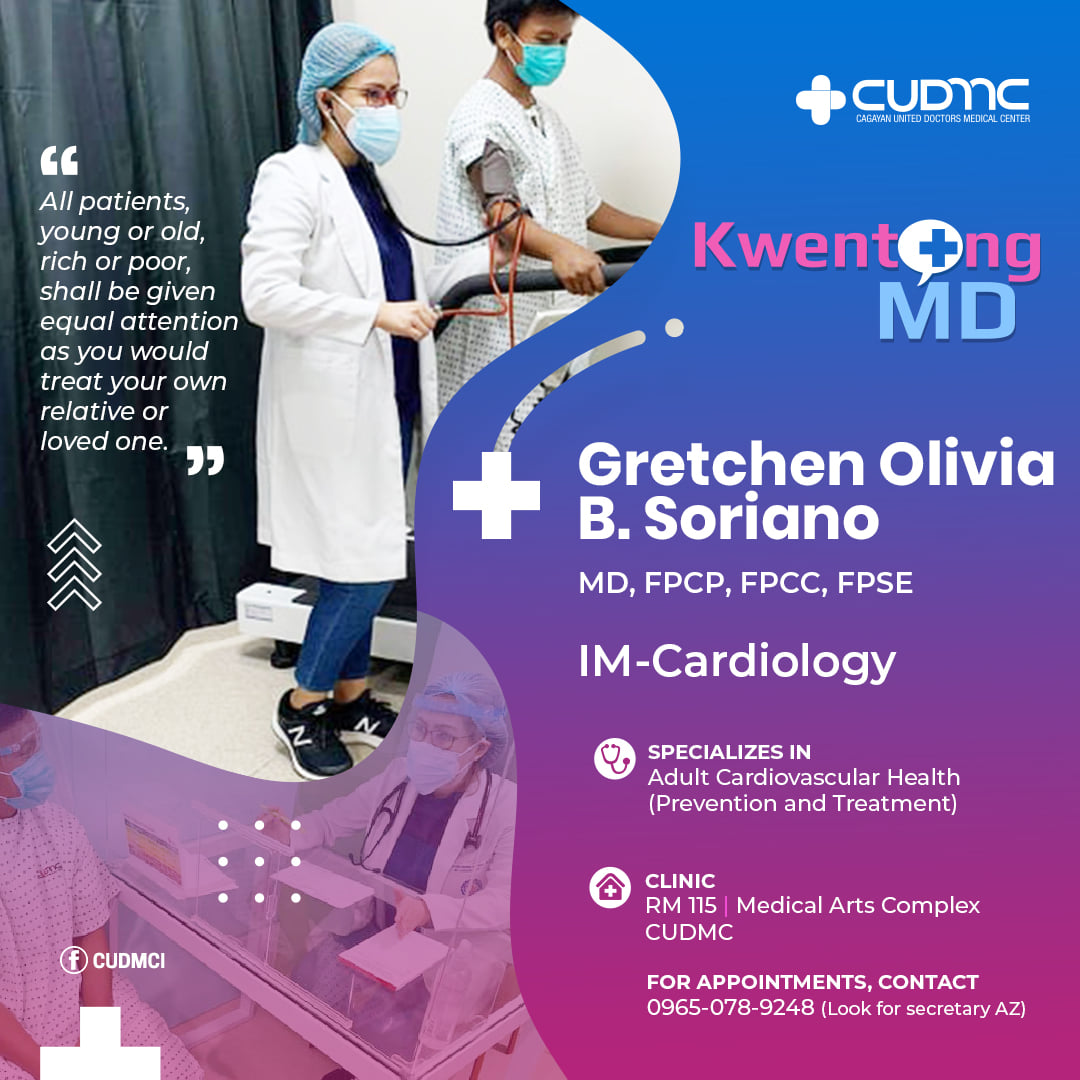 “
All patients,
young or old,
rich or poor,
shall be given
equal attention
as you would
treat your own
relative or
loved one.
”
CUDMC
CAGAYAN UNITED DOCTORS MEDICAL CENTER
Kwentong
MD
Gretchen Olivia
B. Soriano
MD, FPCP, FPCC, FPSE
IM-Cardiology
SPECIALIZES IN
Adult Cardiovascular Health
(Prevention and Treatment)
CLINIC
RM 115 | Medical Arts Complex
CUDMC
FOR APPOINTMENTS, CONTACT
0965-078-9248 (Look for secretary AZ)
f CUDMCI
N
N